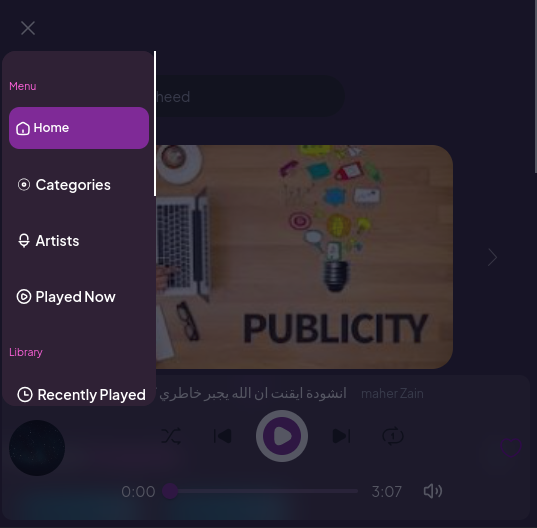 Menu
heed
Home
Categories
Artists
Played Now
PUBLICITY
Library
Recently Played
انشودة ايقنت ان الله يجبر خاطري
maher Zain
0:00
3:07